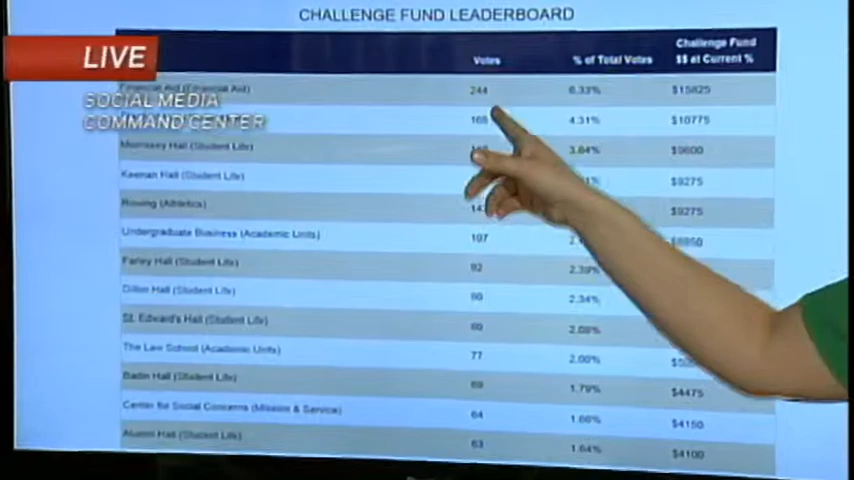 CHALLENGE FUND LEADERBOARD
Votes % of Total Votes Challenge Fund $$ at Current %
LIVE
SOCIAL MEDIA
COMMAND CENTER
Financial Aid (Financial Aid) 244 6.33% $15825
168 4.31% $10775
Morrissey Hall (Student Life) 3.84% $9600
Keenan Hall (Student Life) $9275
Rowing (Athletics) $9275
Undergraduate Business (Academic Units) 107
Farley Hall (Student Life) 92 2.39%
Dillon Hall (Student Life) 90 2.34%
St. Edward's Hall (Student Life) 80 2.08%
The Law School (Academic Units) 77 2.00%
Badin Hall (Student Life) 69 1.79% $4475
Center for Social Concerns (Mission & Service) 64 1.66% $4150
Alumni Hall (Student Life) 63 1.64% $4100